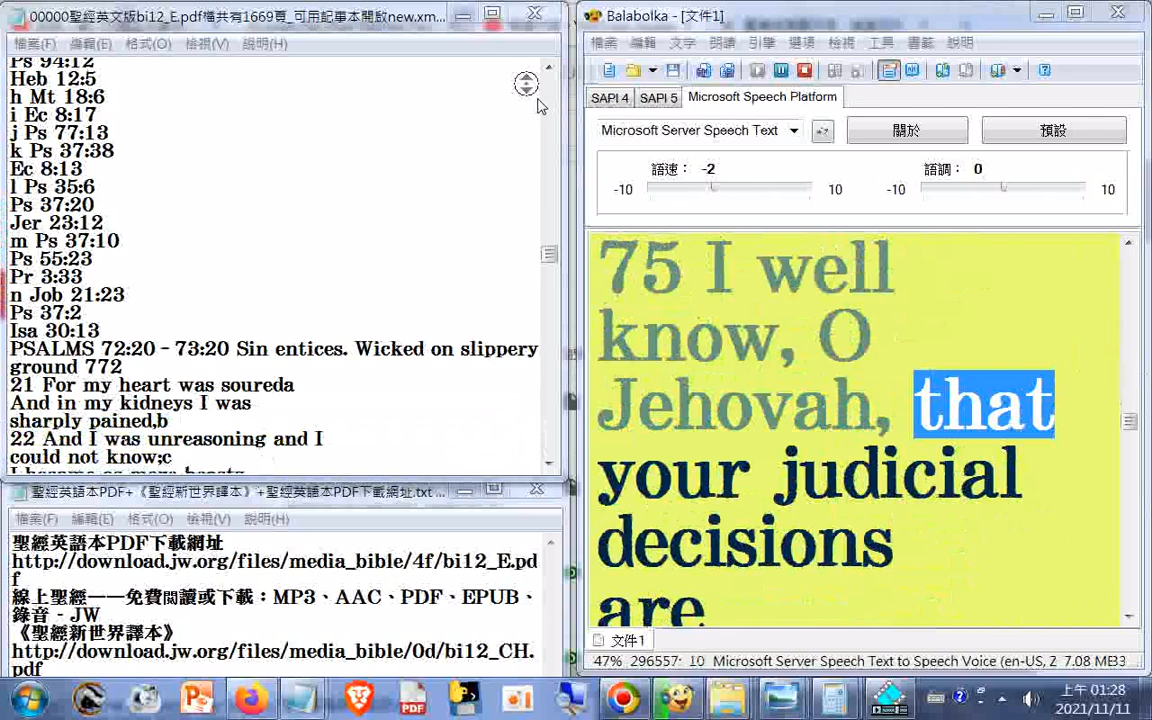 00000聖經英文版bi12_E.pdf檔共有1669頁_可用記事本開啟new.xm...
檔案(F) 編輯(E) 格式(O) 檢視(V) 說明(H)
Ps 94:12
Heb 12:5
h Mt 18:6
i Ec 8:17
j Ps 77:13
k Ps 37:38
Ec 8:13
l Ps 35:6
Ps 37:20
Jer 23:12
m Ps 37:10
Ps 55:23
Pr 3:33
n Job 21:23
Ps 37:2
Isa 30:13
PSALMS 72:20–73:20 Sin entices. Wicked on slippery
ground 772
21 For my heart was soureda
And in my kidneys I was
sharply pained,b
22 And I was unreasoning and I
could not know;c
聖經英語本PDF+《聖經新世界譯本》+聖經英語本PDF下載網址.txt ...
檔案(F) 編輯(E) 格式(O) 檢視(V) 說明(H)
聖經英語本PDF下載網址
http://download.jw.org/files/media_bible/4f/bi12_E.pd
f
線上聖經——免費閱讀或下載：MP3、AAC、PDF、EPUB、
錄音 - JW
《聖經新世界譯本》
http://download.jw.org/files/media_bible/0d/bi12_CH.
pdf
Balabolka - [文件1]
檔案 編輯 文字 朗讀 引擎 選項 檢視 工具 書籤 說明
SAPI 4 SAPI 5 Microsoft Speech Platform
Microsoft Server Speech Text 關於 預設
語速： -2 語調： 0
-10 10 -10 10
75 I well
know, O
Jehovah, that
your judicial
decisions
are
文件1
47% 296557: 10 Microsoft Server Speech Text to Speech Voice (en-US, Z 7.08 MB
上午 01:28
2021/11/11